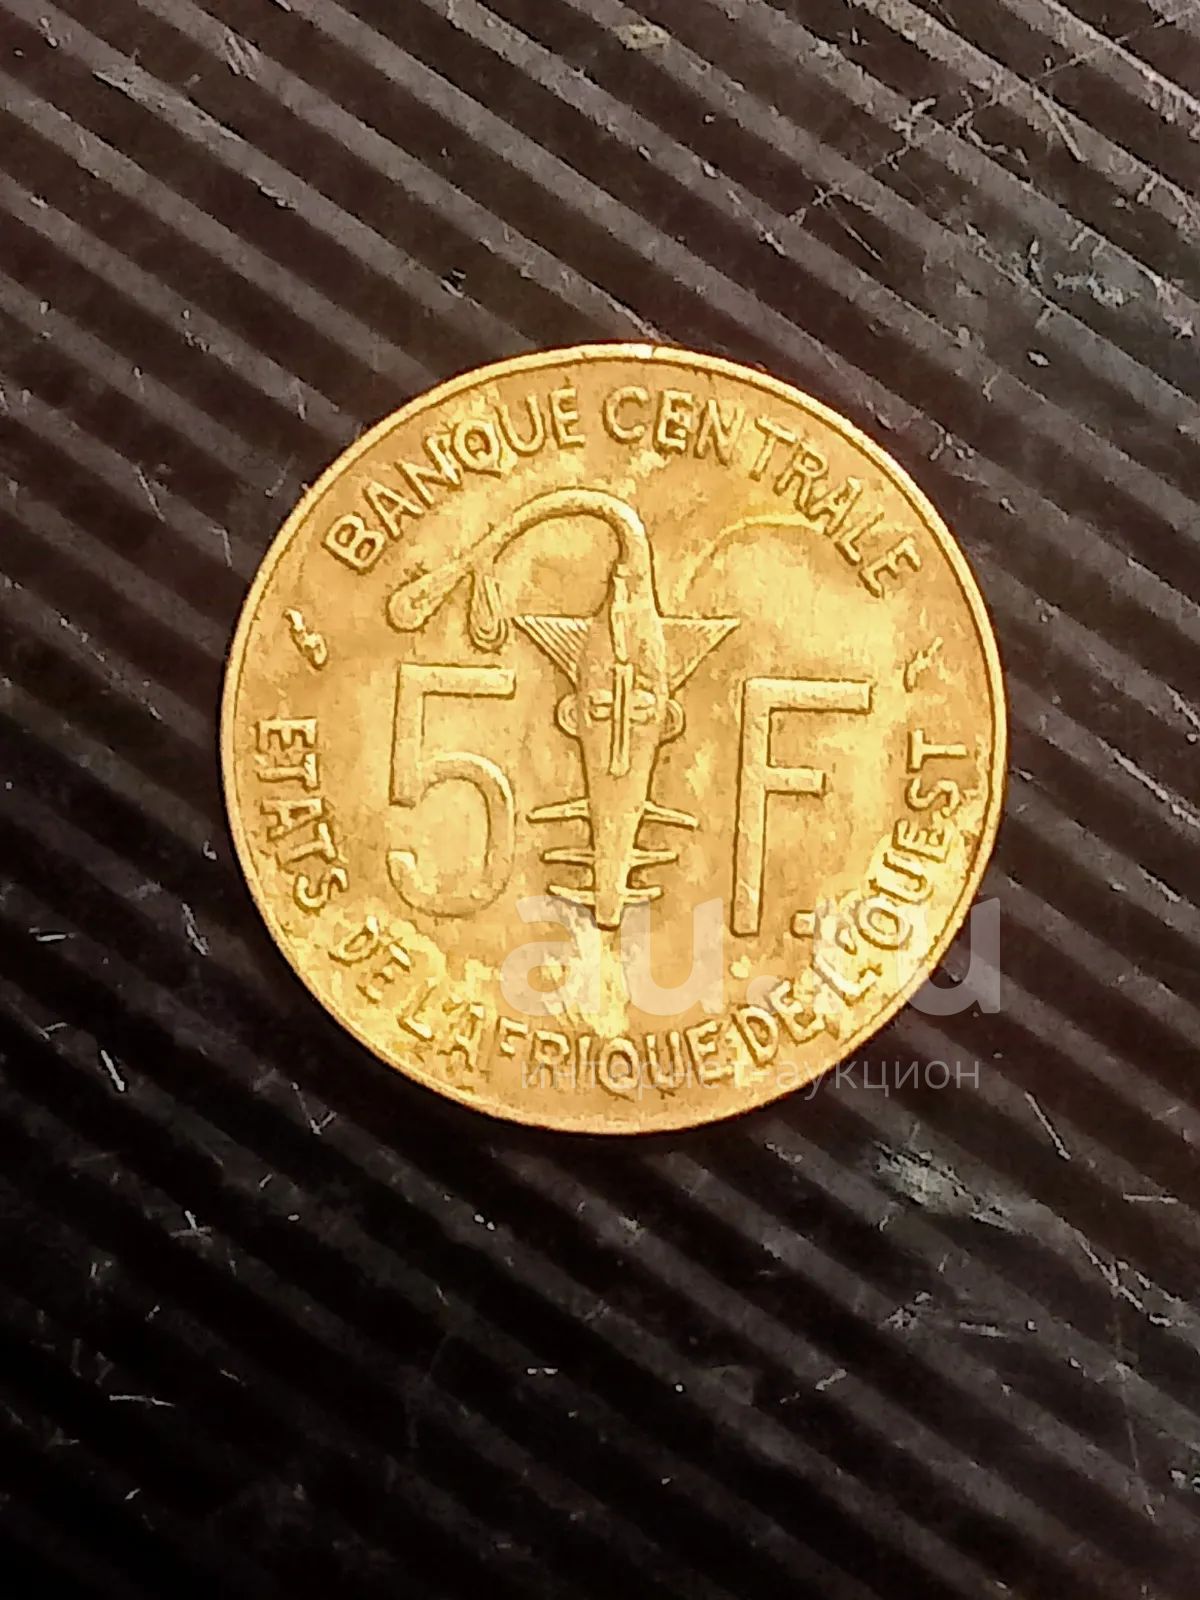 BANQUE CENTRALE
5 F.
ETATS DE L'AFRIQUE DE L'OUEST
au.ru
интернет-аукцион